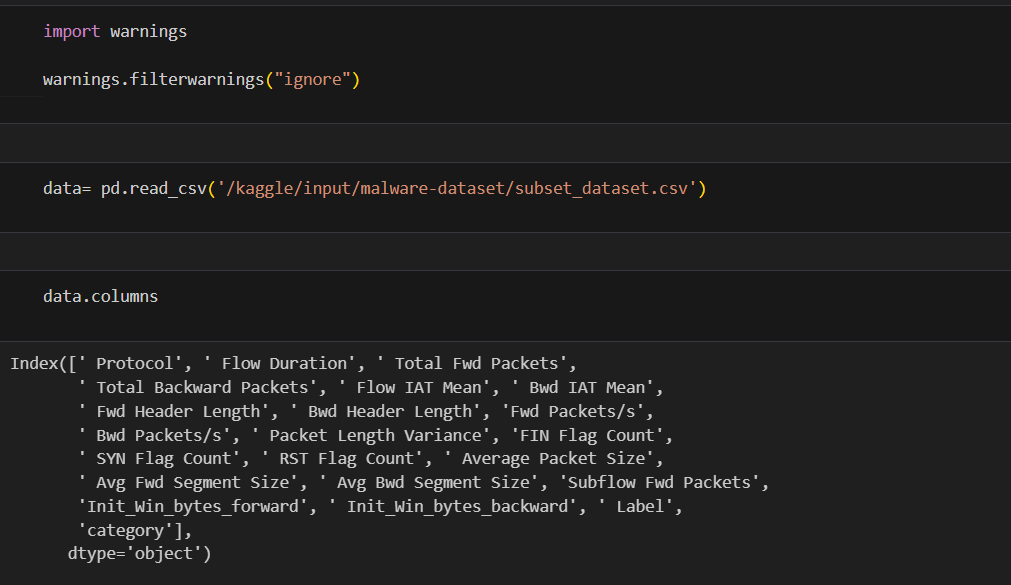 import warnings
warnings.filterwarnings("ignore")
data= pd.read_csv('/kaggle/input/malware-dataset/subset_dataset.csv')
data.columns
Index([' Protocol', ' Flow Duration', ' Total Fwd Packets',
' Total Backward Packets', ' Flow IAT Mean', ' Bwd IAT Mean',
' Fwd Header Length', ' Bwd Header Length', 'Fwd Packets/s',
' Bwd Packets/s', ' Packet Length Variance', 'FIN Flag Count',
' SYN Flag Count', ' RST Flag Count', ' Average Packet Size',
' Avg Fwd Segment Size', ' Avg Bwd Segment Size', 'Subflow Fwd Packets',
'Init_Win_bytes_forward', ' Init_Win_bytes_backward', ' Label',
'category'],
dtype='object')